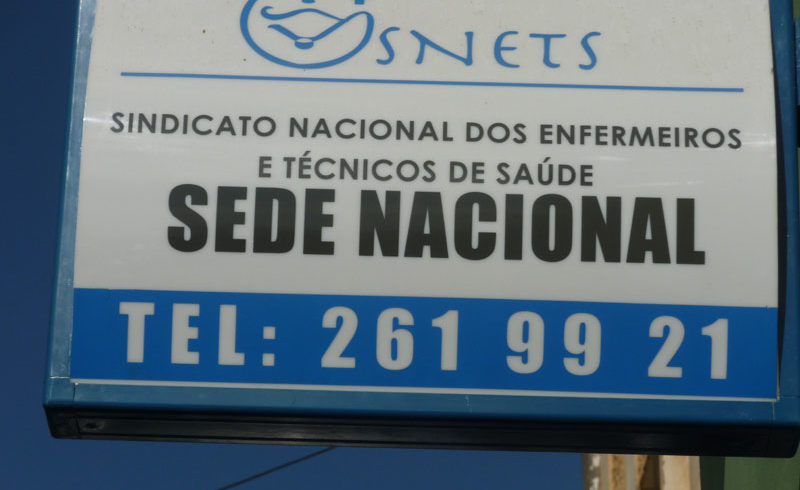 SNETS
SINDICATO NACIONAL DOS ENFERMEIROS
E TÉCNICOS DE SAÚDE
SEDE NACIONAL
TEL: 261 99 21